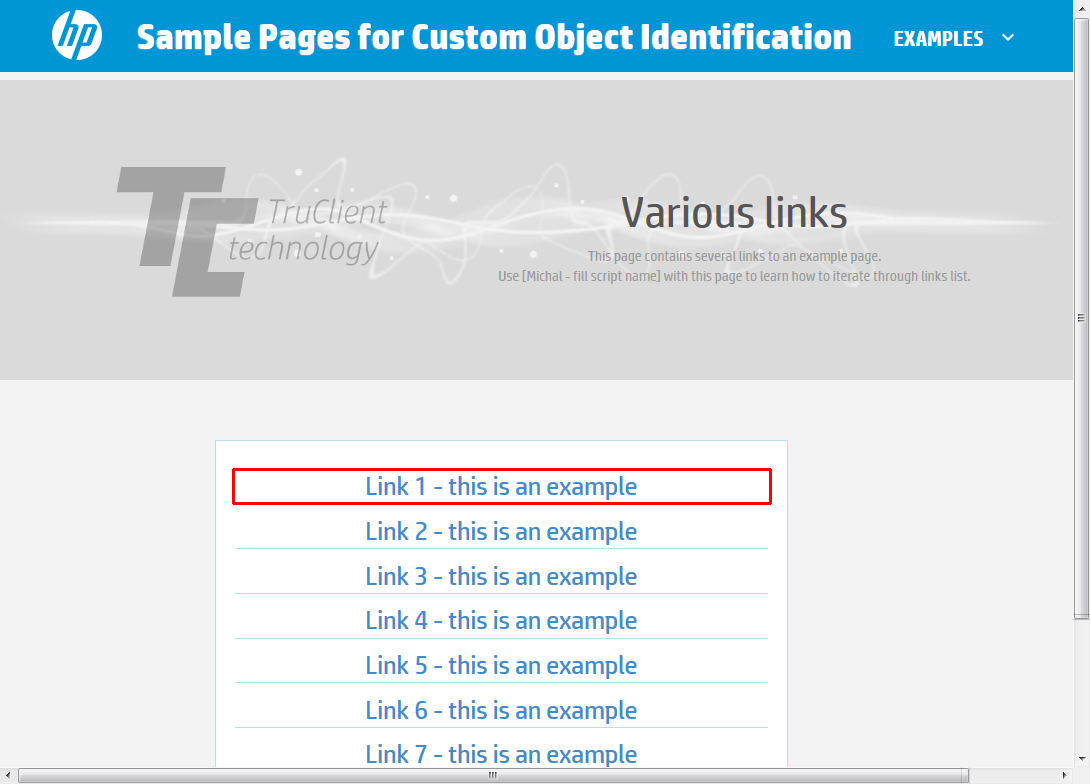 hp
Sample Pages for Custom Object Identification
EXAMPLES
TC
TruClient
technology
Various links
This page contains several links to an example page.
Use [Michal - fill script name] with this page to learn how to iterate through links list.
Link 1 - this is an example
Link 2 - this is an example
Link 3 - this is an example
Link 4 - this is an example
Link 5 - this is an example
Link 6 - this is an example
Link 7 - this is an example